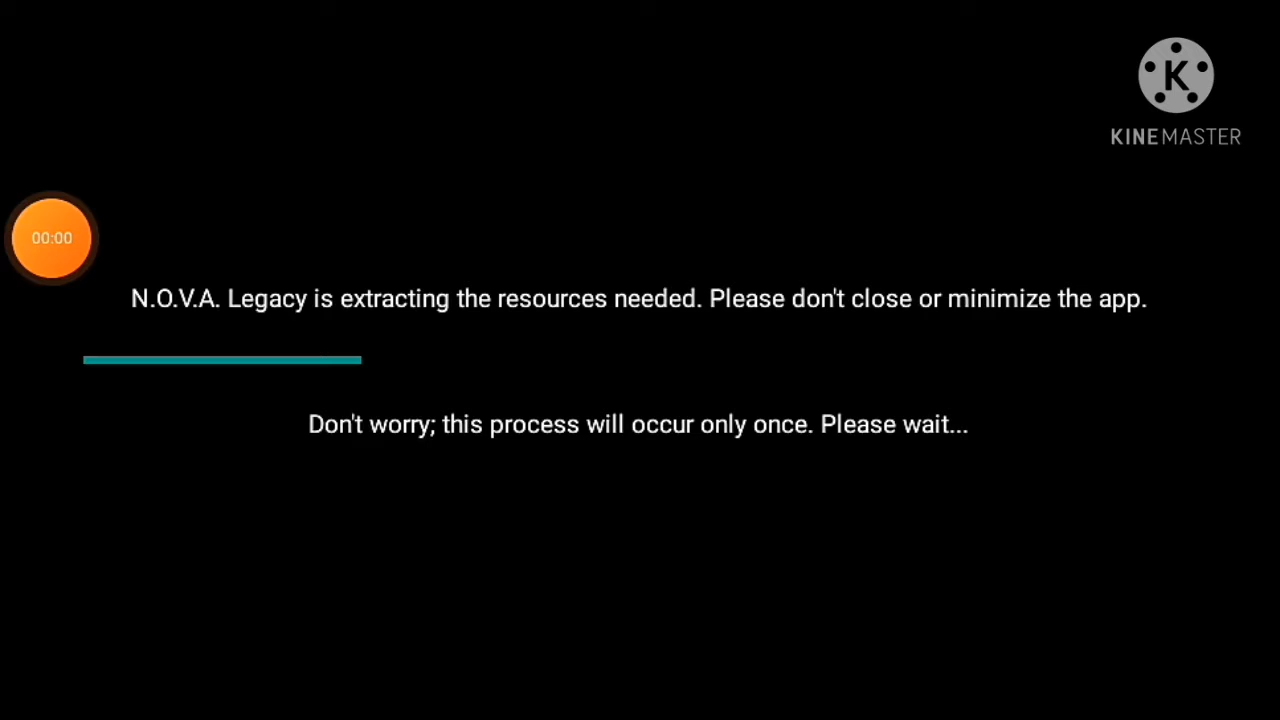 K
KINEMASTER
00:00
N.O.V.A. Legacy is extracting the resources needed. Please don't close or minimize the app.
Don't worry; this process will occur only once. Please wait...